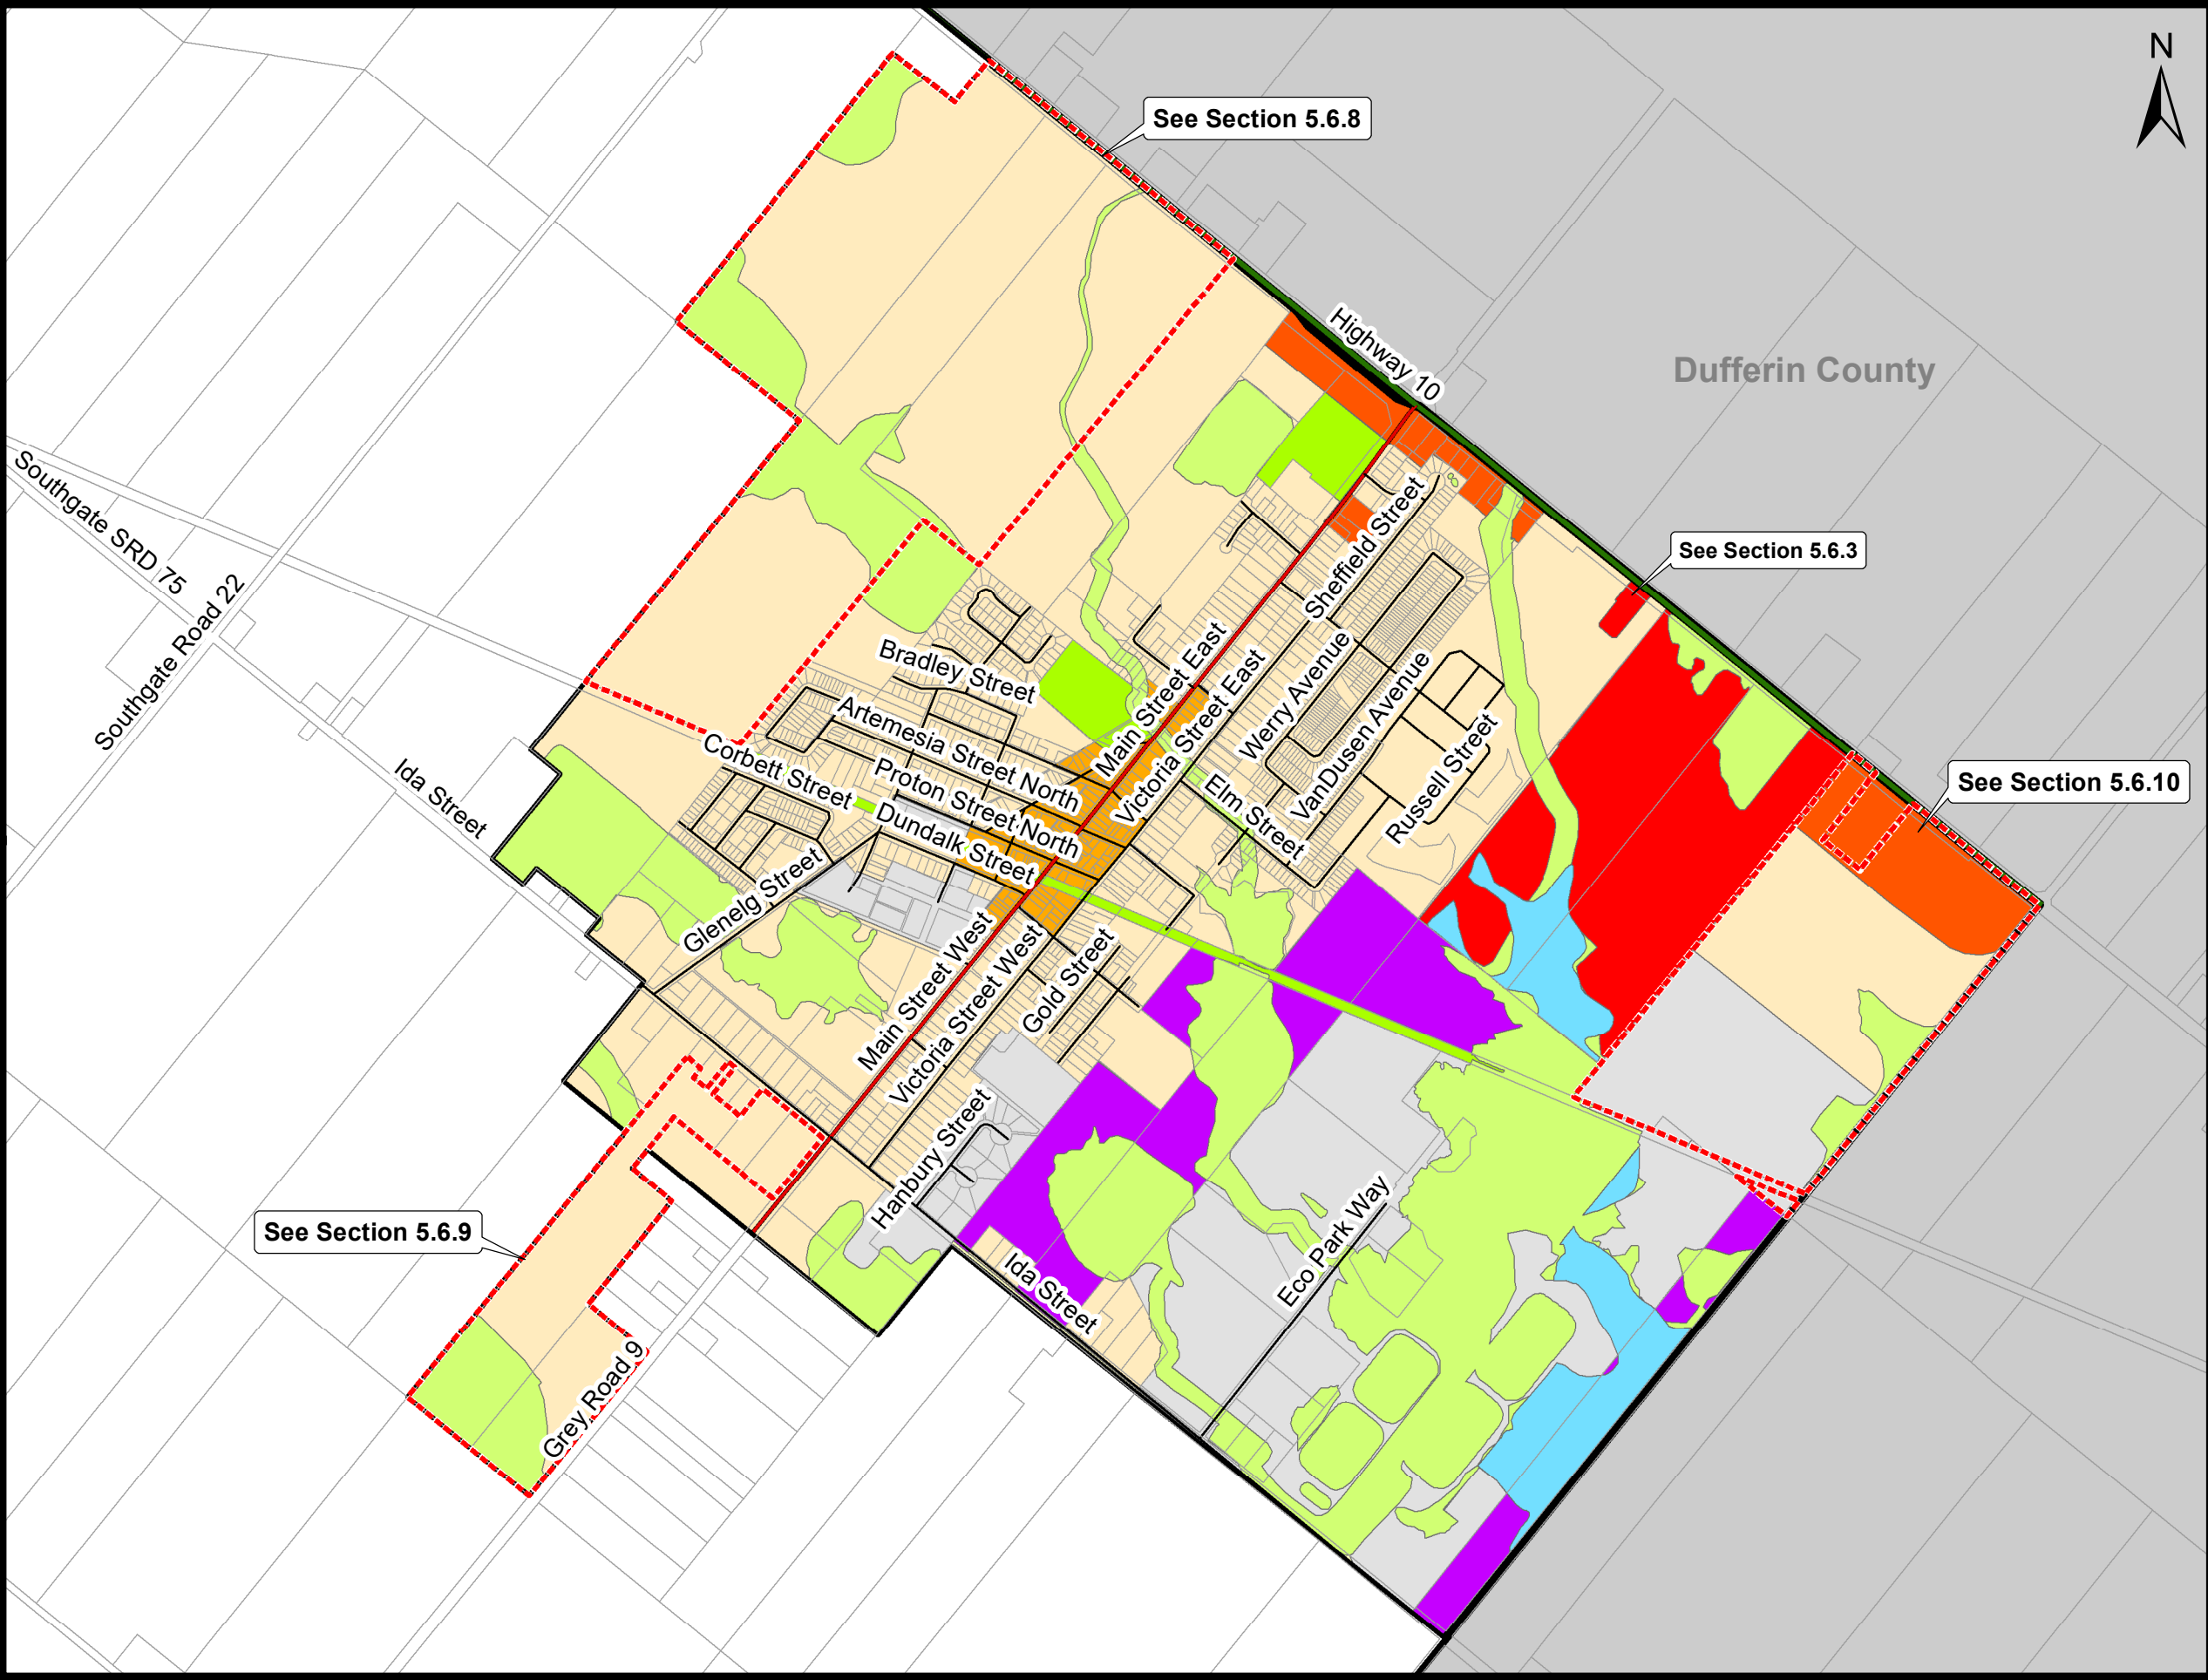 N
See Section 5.6.8
Highway 10
Dufferin County
Southgate SRD 75
Southgate Road 22
Sheffield Street
See Section 5.6.3
Bradley Street
Main Street East
Victoria Street East
Werry Avenue
VanDusen Avenue
Russell Street
Artemesia Street North
Corbett Street
Proton Street North
Elm Street
See Section 5.6.10
Ida Street
Dundalk Street
Glenelg Street
Main Street West
Victoria Street West
Gold Street
Hanbury Street
See Section 5.6.9
Eco Park Way
Ida Street
Grey Road 9